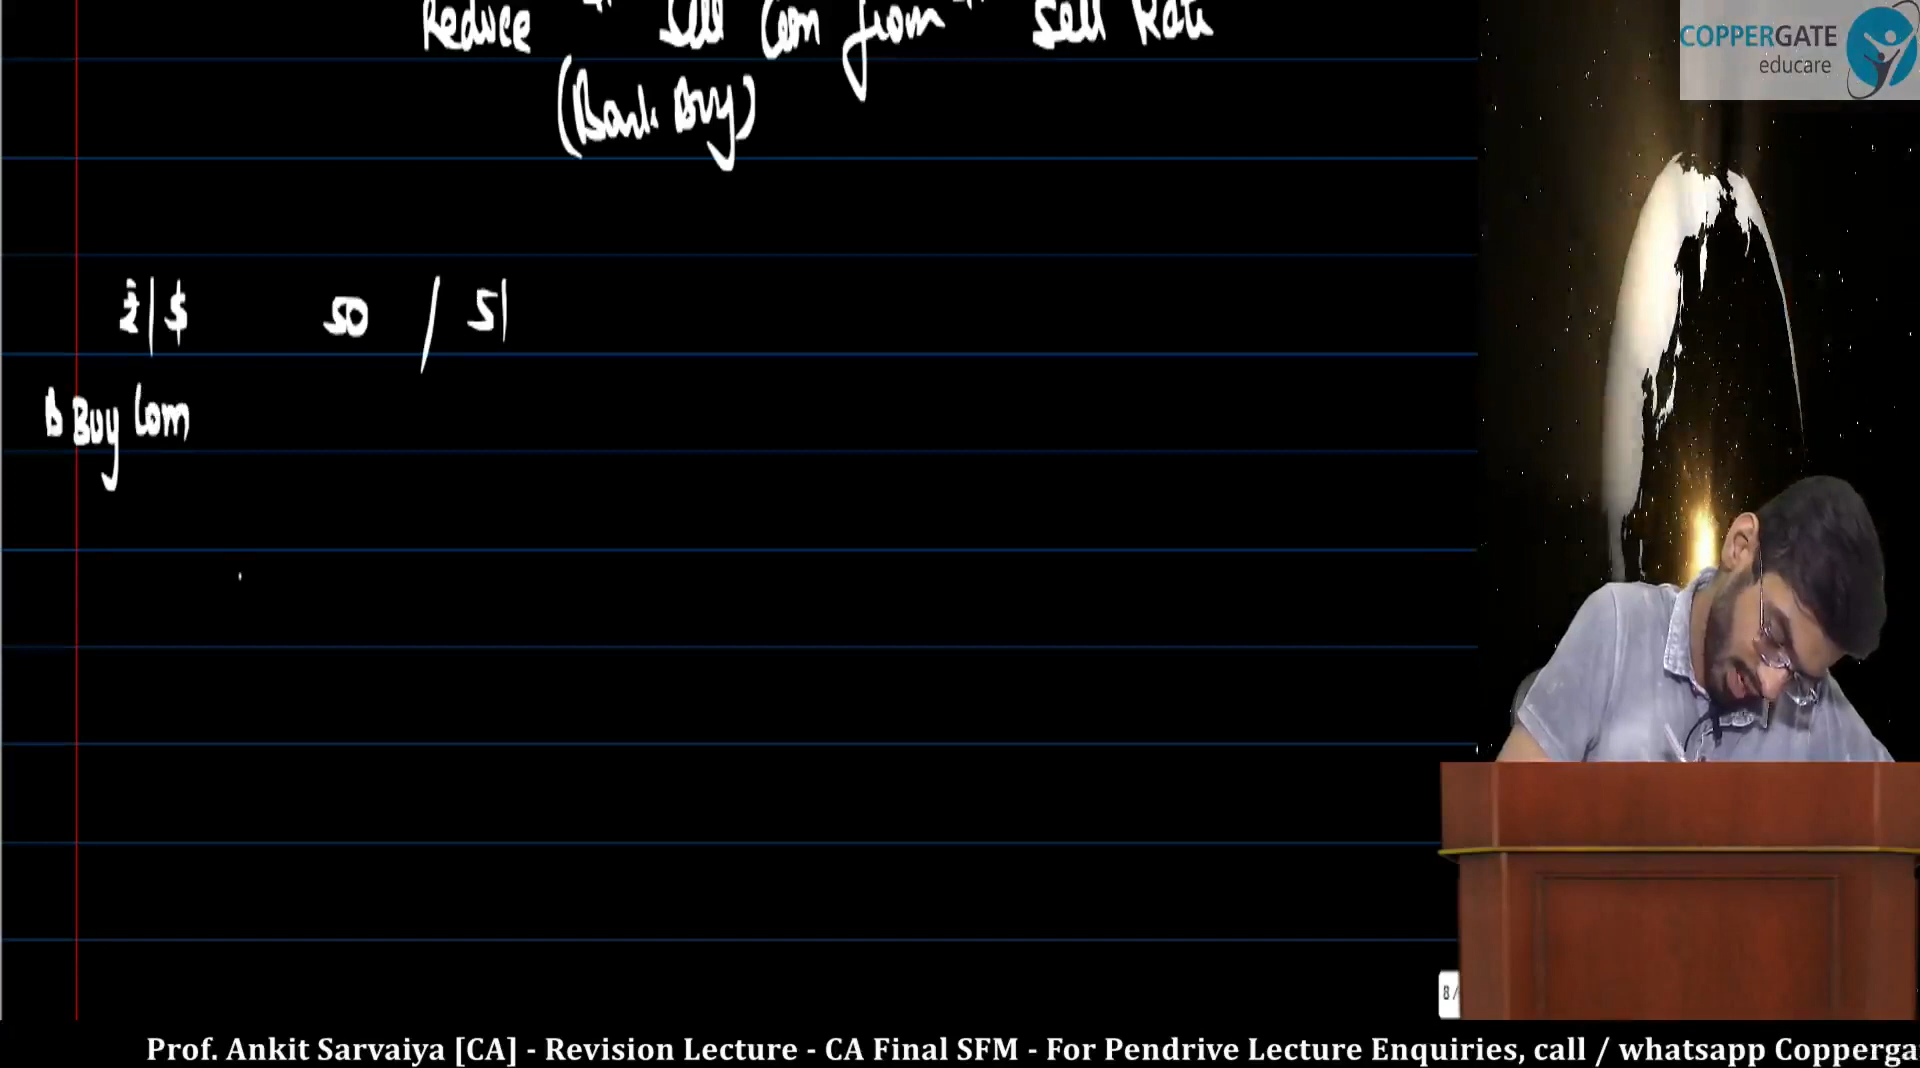 Reduce Sell Com from Sell Rate
(Bank Buy)
COPPERGATE
educare
₹|$ 50 / 51
Buy Com
8/
Prof. Ankit Sarvaiya [CA] - Revision Lecture - CA Final SFM - For Pendrive Lecture Enquiries, call / whatsapp Copperga